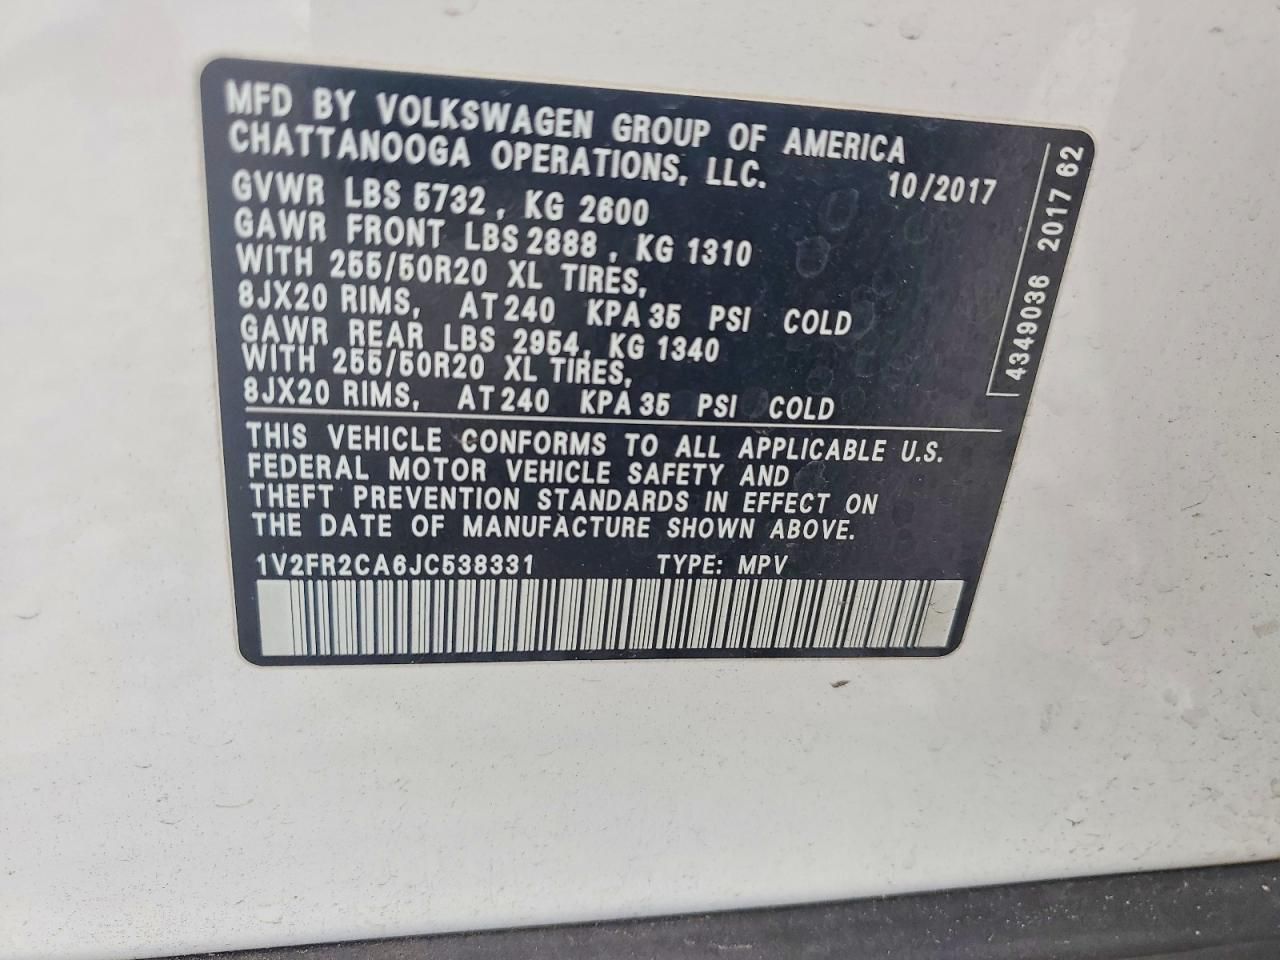 MFD BY VOLKSWAGEN GROUP OF AMERICA
CHATTANOOGA OPERATIONS, LLC.
10/2017
GVWR LBS 5732, KG 2600
GAWR FRONT LBS 2888, KG 1310
WITH 255/50R20 XL TIRES,
8JX20 RIMS, AT 240 KPA 35 PSI COLD
GAWR REAR LBS 2954, KG 1340
WITH 255/50R20 XL TIRES,
8JX20 RIMS, AT 240 KPA 35 PSI COLD
THIS VEHICLE CONFORMS TO ALL APPLICABLE U.S.
FEDERAL MOTOR VEHICLE SAFETY AND
THEFT PREVENTION STANDARDS IN EFFECT ON
THE DATE OF MANUFACTURE SHOWN ABOVE.
1V2FR2CA6JC538331 TYPE: MPV
4349036 2017 62